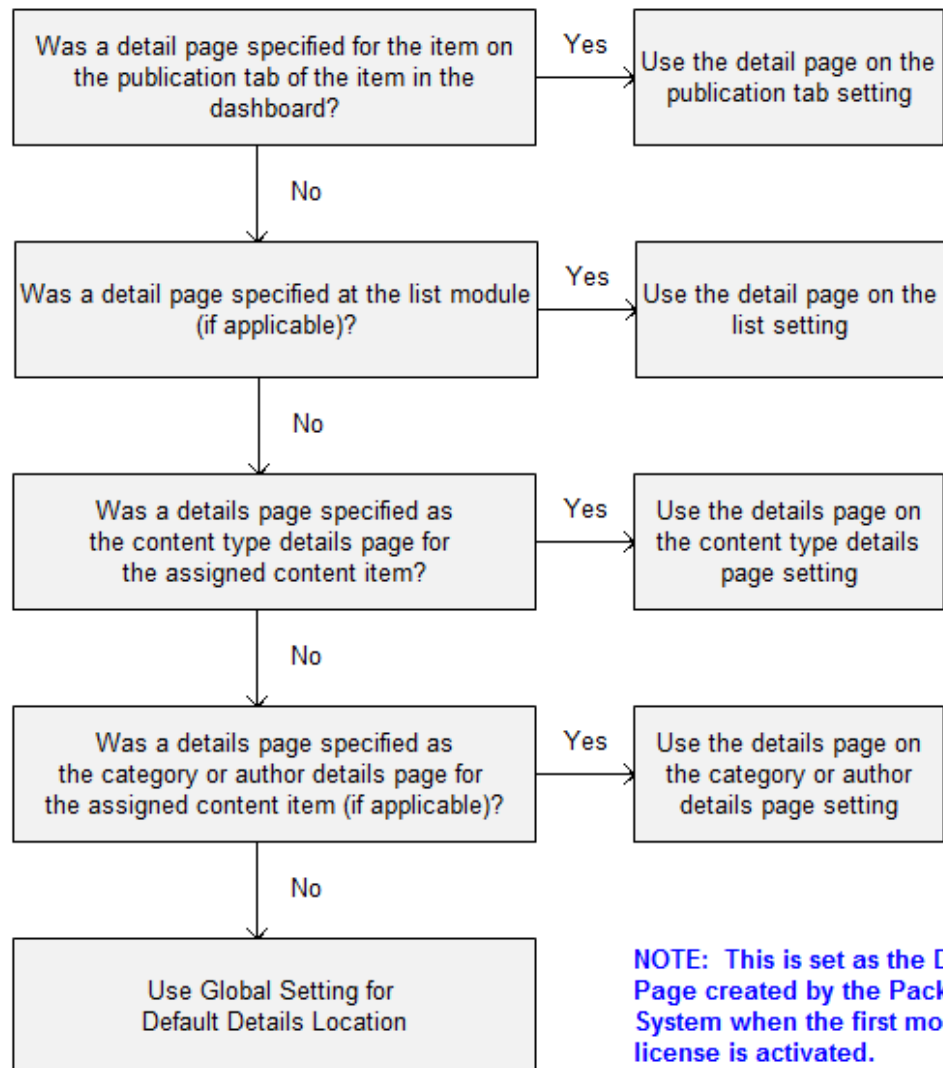 Was a detail page specified for the item on
the publication tab of the item in the
dashboard?
Yes
Use the detail page on the
publication tab setting
No
Was a detail page specified at the list module
(if applicable)?
Yes
Use the detail page on the
list setting
No
Was a details page specified as
the content type details page for
the assigned content item?
Yes
Use the details page on
the content type details
page setting
No
Was a details page specified as
the category or author details page for
the assigned content item (if applicable)?
Yes
Use the details page on
the category or author
details page setting
No
Use Global Setting for
Default Details Location
NOTE: This is set as the
Page created by the
System when the first
license is activated.